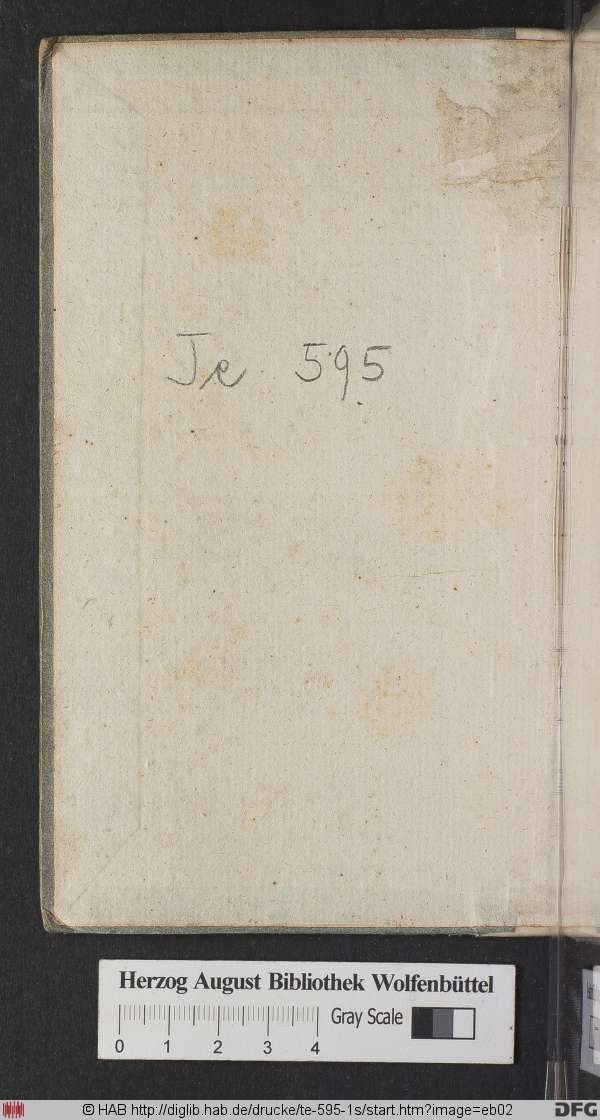 Te 595
Herzog August Bibliothek Wolfenbüttel
Gray Scale
0 1 2 3 4
© HAB http://diglib.hab.de/drucke/te-595-1s/start.htm?image=eb02
DFG